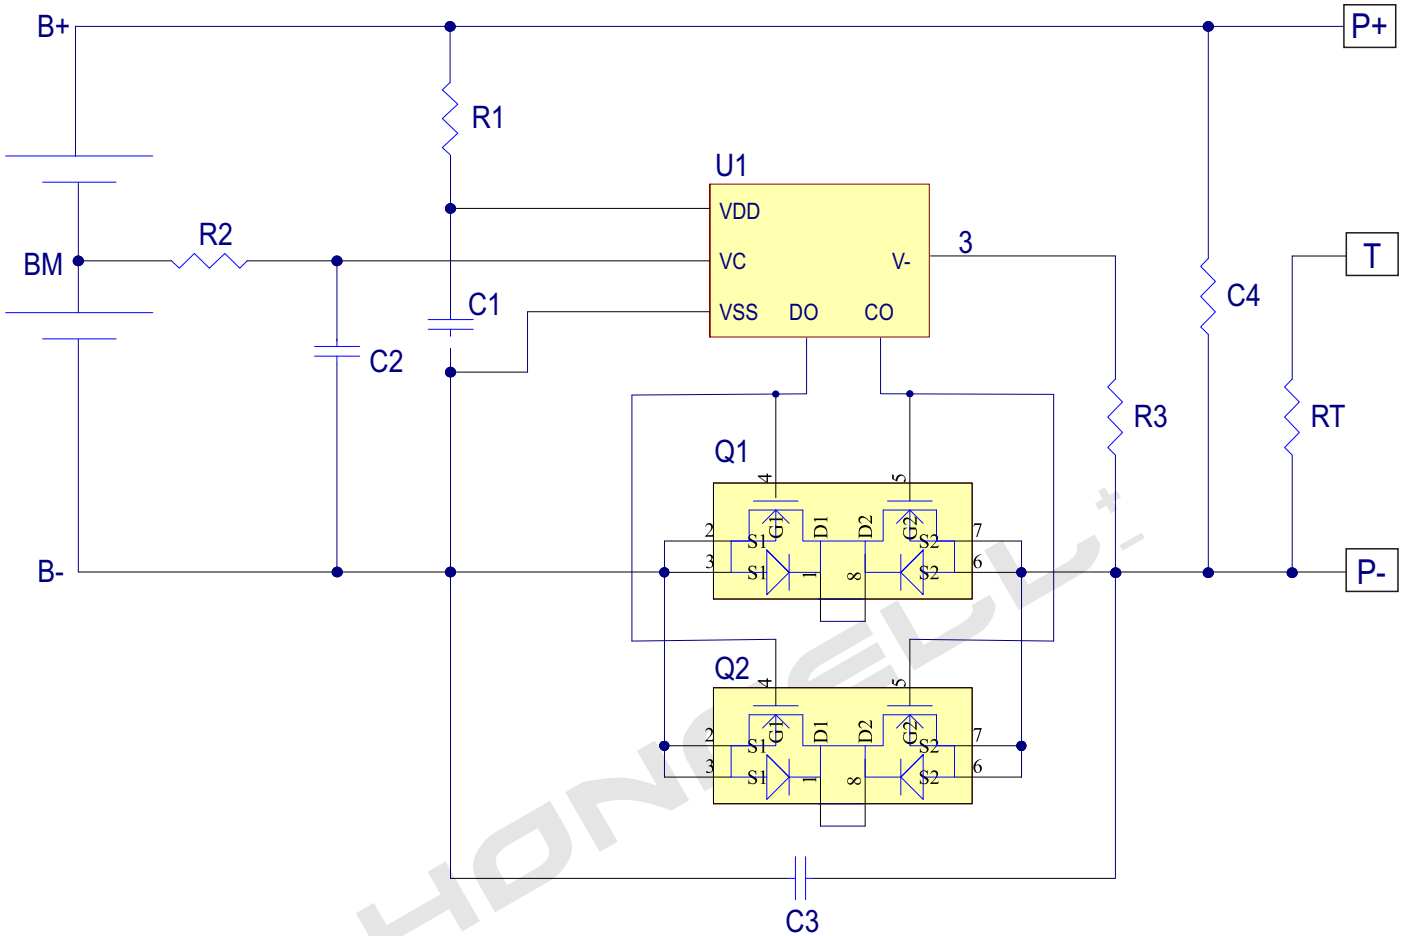 B+
P+
R1
U1
VDD
R2
BM
VC
V-
3
T
C1
VSS
DO
CO
C4
C2
R3
RT
Q1
4
5
2
S1
G1
D1
D2
G2
S2
7
3
S1
1
8
S2
6
B-
P-
Q2
4
5
2
S1
G1
D1
D2
G2
S2
7
3
S1
1
8
S2
6
C3
HONCELL